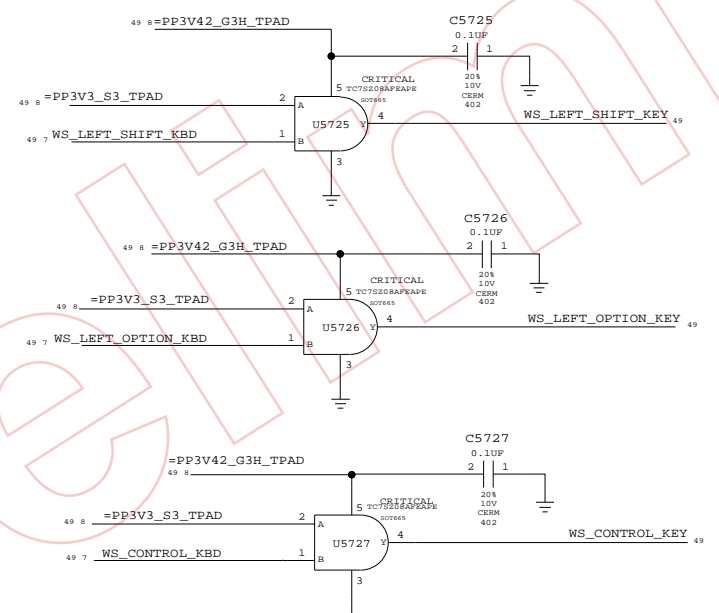 49 8 =PP3V42_G3H_TPAD
C5725
0.1UF
2 1
20%
10V
CERM
402
5 CRITICAL
TC7SZ08AFEAPE
SOT665
49 8 =PP3V3_S3_TPAD 2 A
U5725 Y 4 WS_LEFT_SHIFT_KEY 49
49 7 WS_LEFT_SHIFT_KBD 1 B
3
C5726
0.1UF
49 8 =PP3V42_G3H_TPAD
2 1
20%
10V
CERM
402
5 CRITICAL
TC7SZ08AFEAPE
SOT665
49 8 =PP3V3_S3_TPAD 2 A
U5726 Y 4 WS_LEFT_OPTION_KEY 49
49 7 WS_LEFT_OPTION_KBD 1 B
3
C5727
0.1UF
49 8 =PP3V42_G3H_TPAD
2 1
20%
10V
CERM
402
5 CRITICAL
TC7SZ08AFEAPE
SOT665
49 8 =PP3V3_S3_TPAD 2 A
U5727 Y 4 WS_CONTROL_KEY 49
49 7 WS_CONTROL_KBD 1 B
3
elim